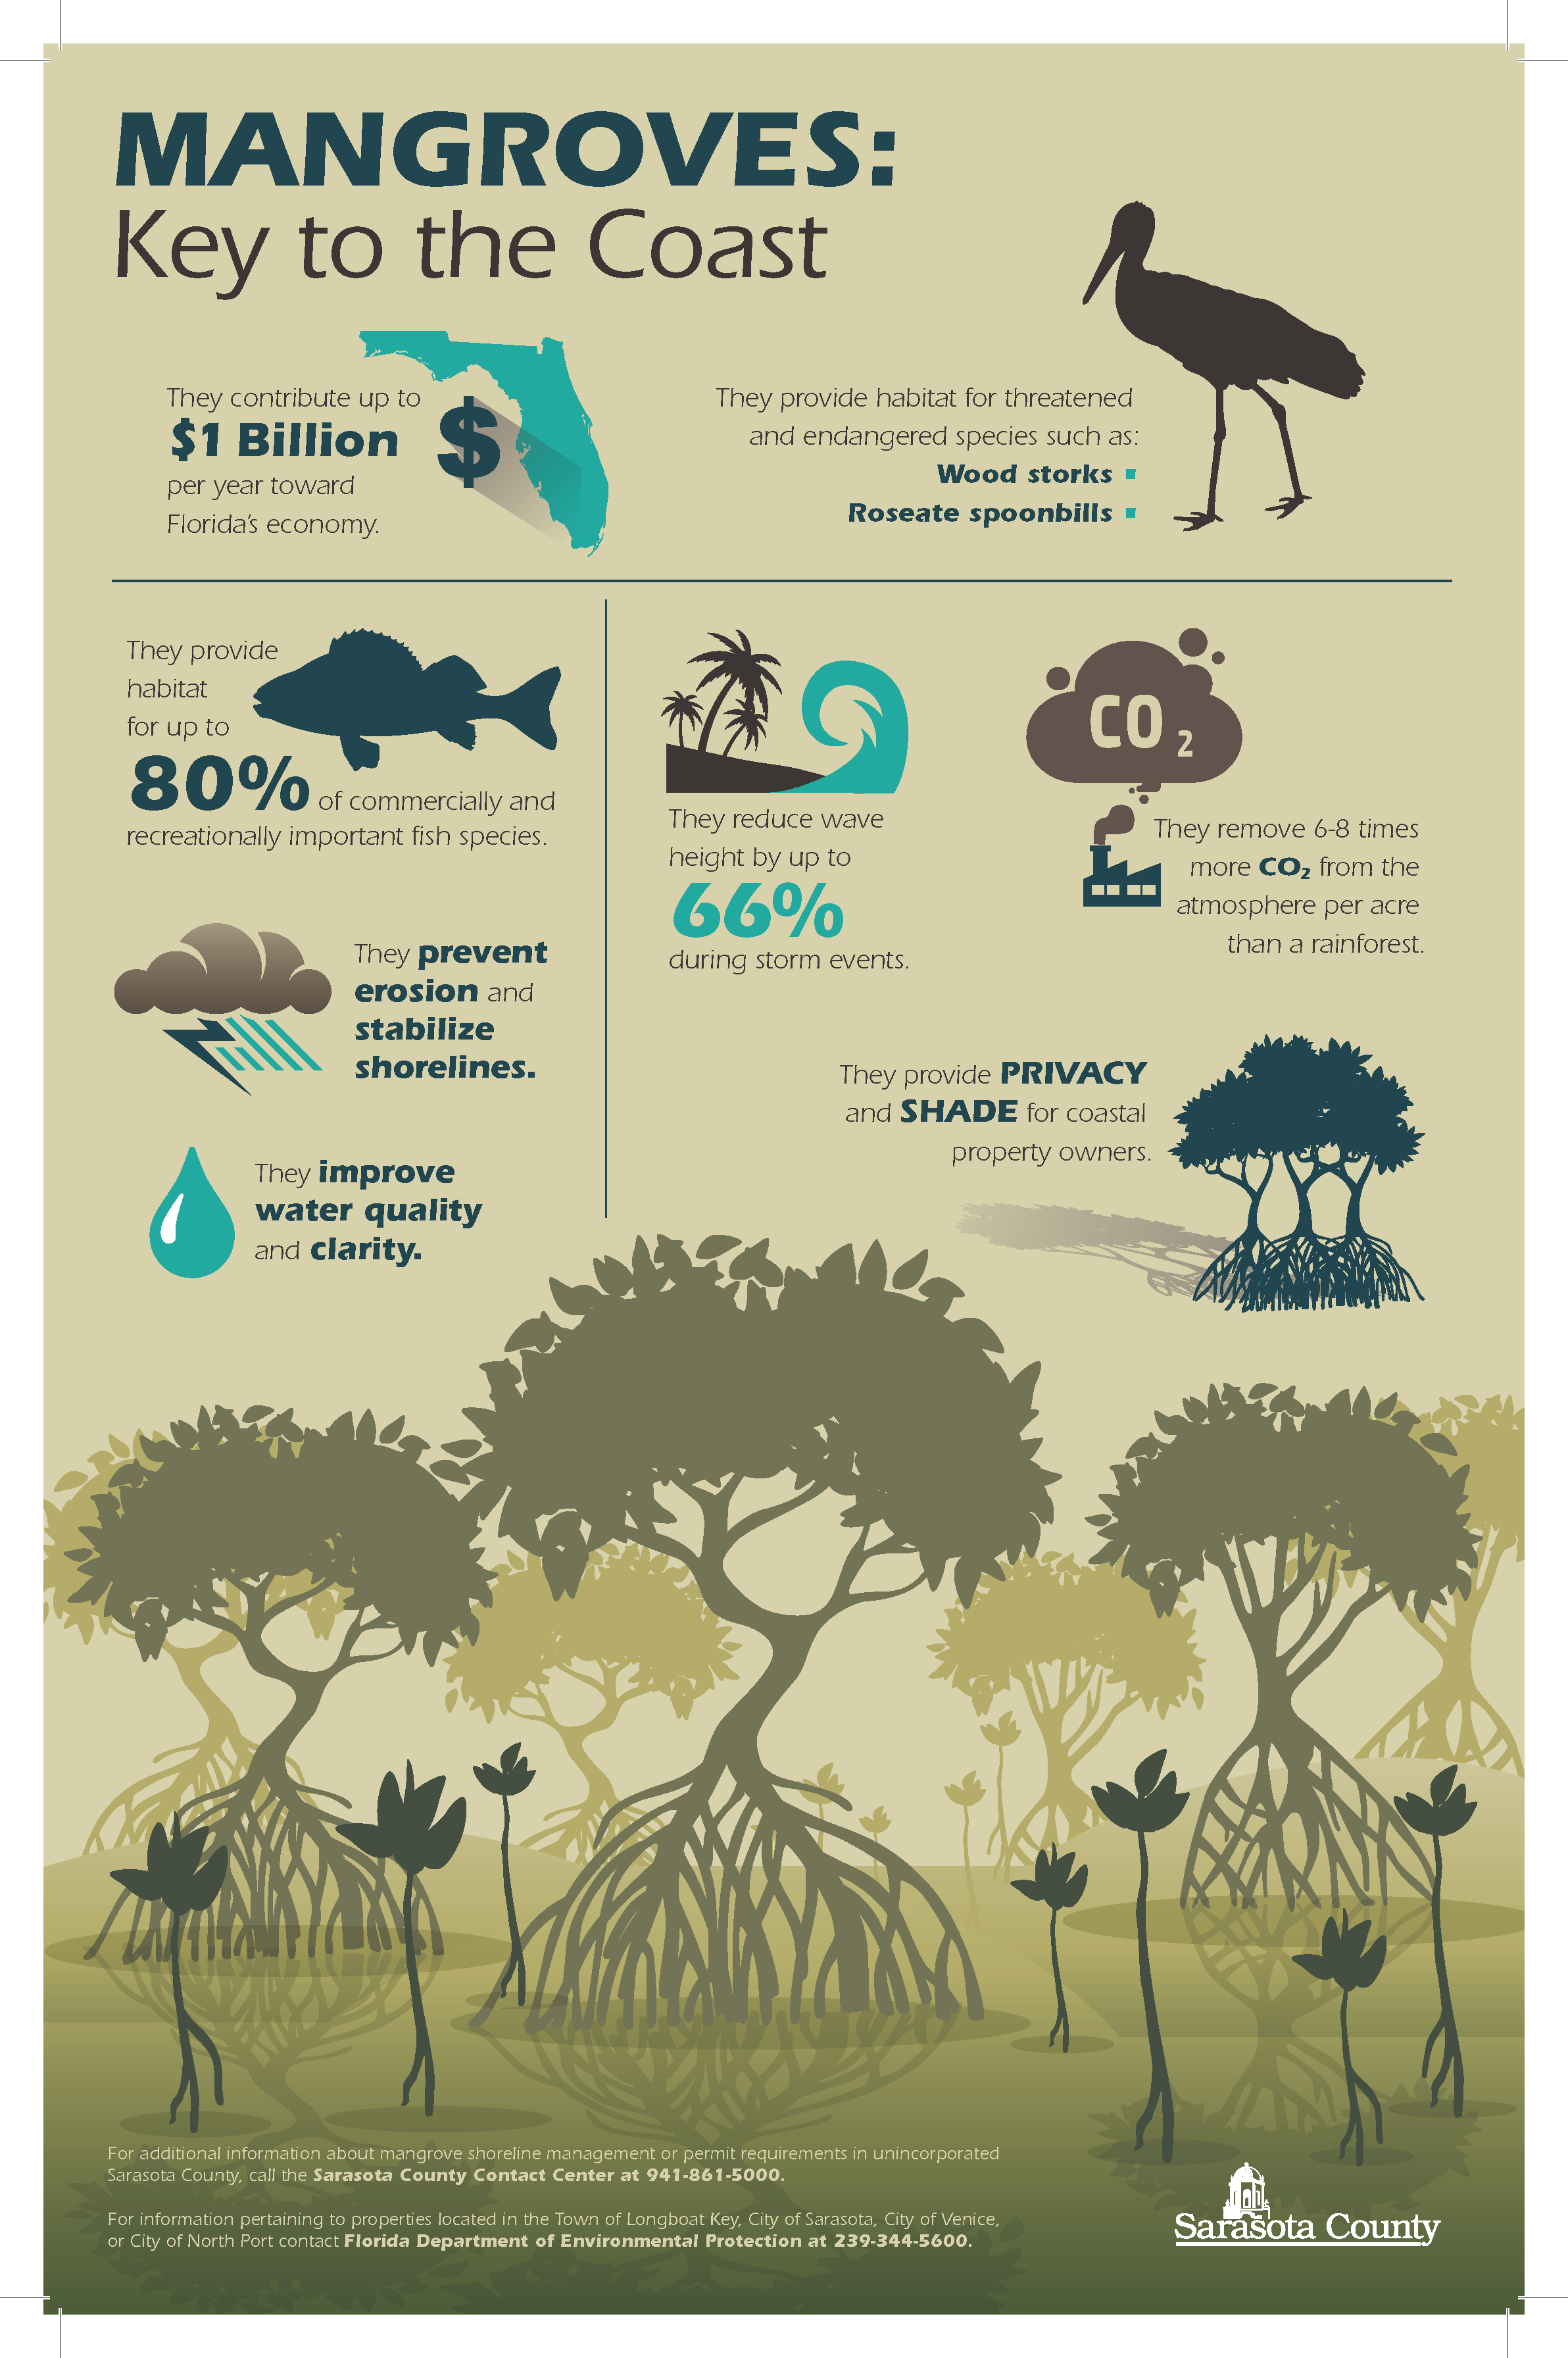 MANGROVES:
Key to the Coast
They contribute up to
$1 Billion
per year toward
Florida's economy.
$
They provide habitat for threatened
and endangered species such as:
Wood storks ▪
Roseate spoonbills ▪
They provide
habitat
for up to
80% of commercially and
recreationally important fish species.
They prevent
erosion and
stabilize
shorelines.
They improve
water quality
and clarity.
They reduce wave
height by up to
66%
during storm events.
CO2
They remove 6-8 times
more CO2 from the
atmosphere per acre
than a rainforest.
They provide PRIVACY
and SHADE for coastal
property owners.
For additional information about mangrove shoreline management or permit requirements in unincorporated
Sarasota County, call the Sarasota County Contact Center at 941-861-5000.
For information pertaining to properties located in the Town of Longboat Key, City of Sarasota, City of Venice,
or City of North Port contact Florida Department of Environmental Protection at 239-344-5600.
Sarasota County